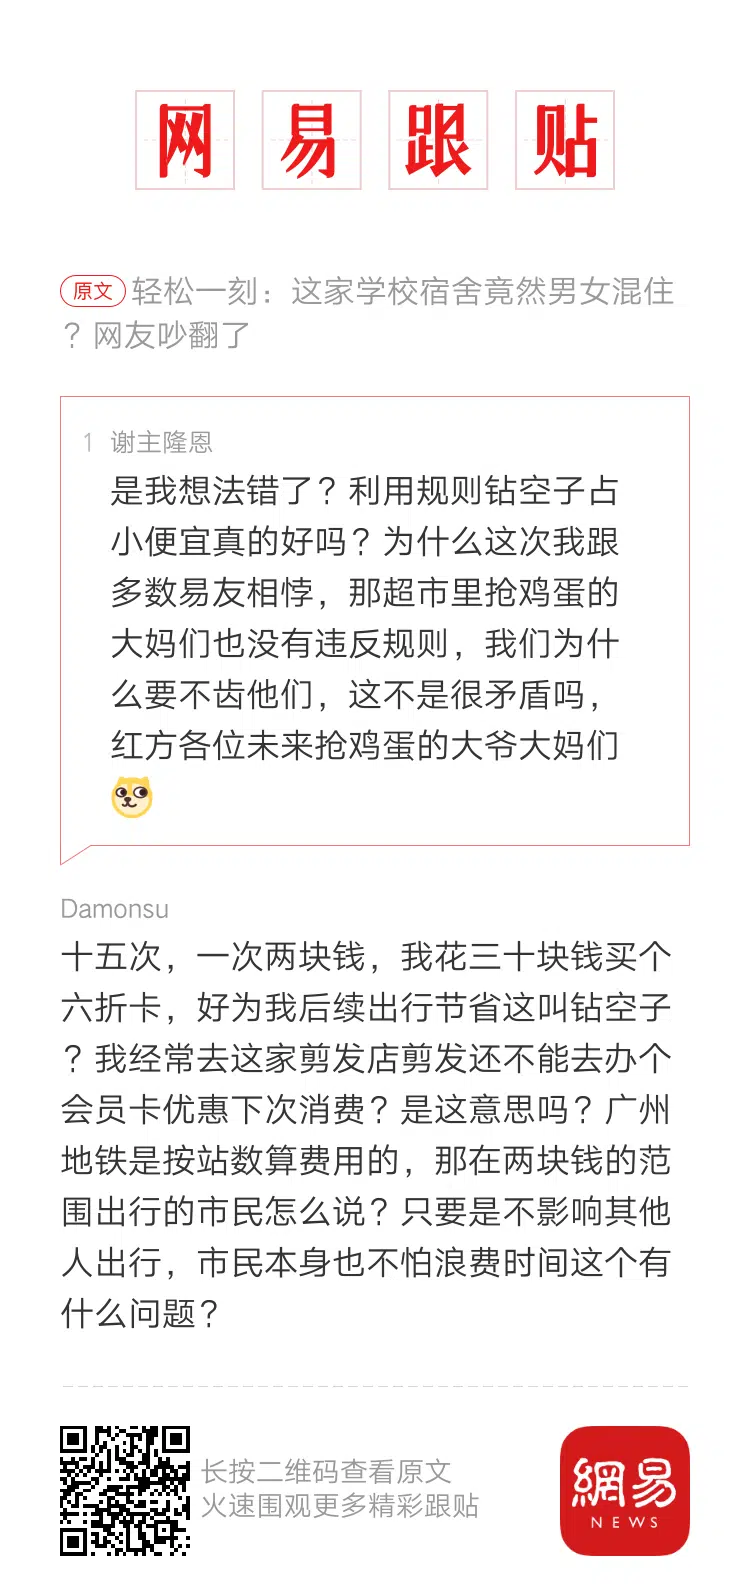 网易跟贴
原文 轻松一刻：这家学校宿舍竟然男女混住
？网友吵翻了
1 谢主隆恩
是我想法错了？利用规则钻空子占
小便宜真的好吗？为什么这次我跟
多数易友相悖，那超市里抢鸡蛋的
大妈们也没有违反规则，我们为什
么要不齿他们，这不是很矛盾吗，
红方各位未来抢鸡蛋的大爷大妈们
Damonsu
十五次，一次两块钱，我花三十块钱买个
六折卡，好为我后续出行节省这叫钻空子
？我经常去这家剪发店剪发还不能去办个
会员卡优惠下次消费？是这意思吗？广州
地铁是按站数算费用的，那在两块钱的范
围出行的市民怎么说？只要是不影响其他
人出行，市民本身也不怕浪费时间这个有
什么问题？
长按二维码查看原文
火速围观更多精彩跟贴
網易
NEWS